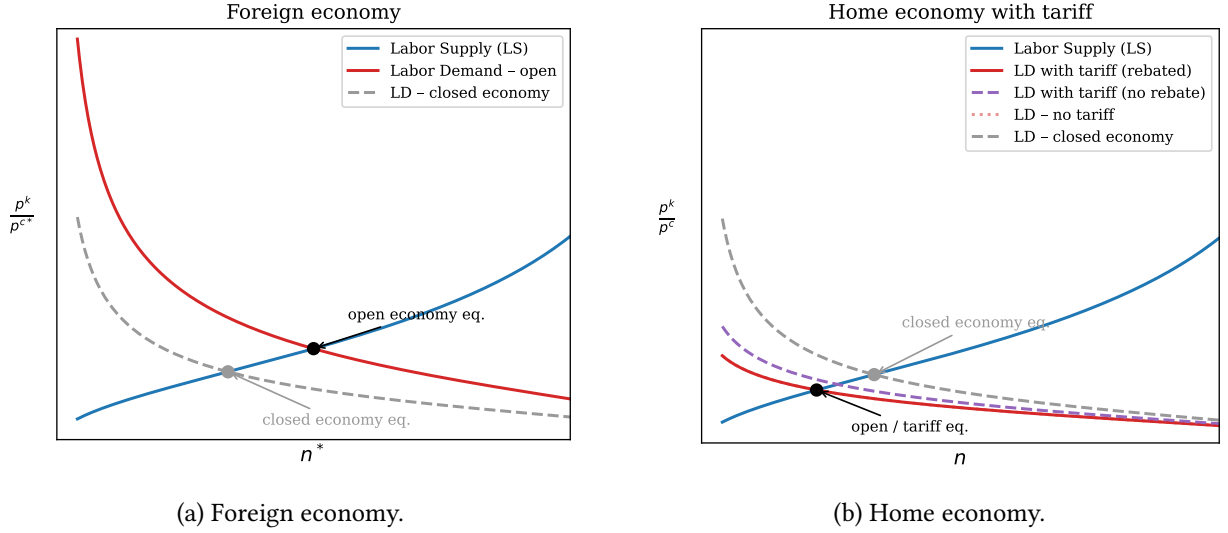 Foreign economy
Labor Supply (LS)
Labor Demand – open
LD – closed economy
p^k / p^{c*}
open economy eq.
closed economy eq.
n*
(a) Foreign economy.
Home economy with tariff
Labor Supply (LS)
LD with tariff (rebated)
LD with tariff (no rebate)
LD – no tariff
LD – closed economy
p^k / p^c
closed economy eq.
open / tariff eq.
n
(b) Home economy.